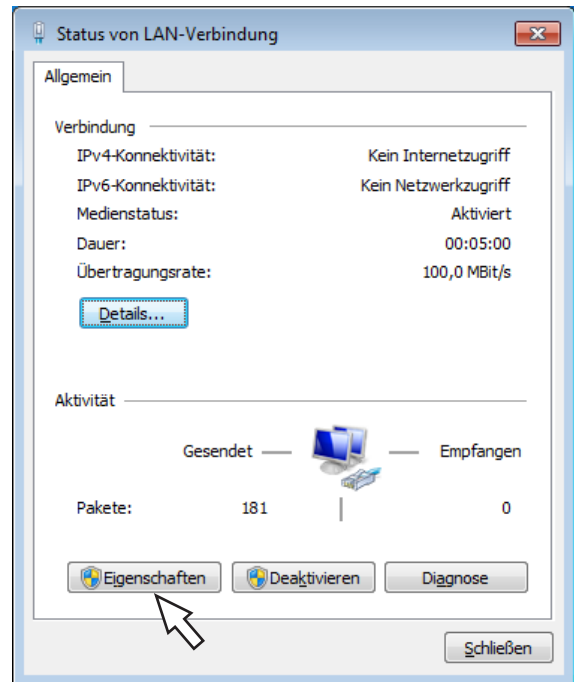 Status von LAN-Verbindung
Allgemein
Verbindung
IPv4-Konnektivität: Kein Internetzugriff
IPv6-Konnektivität: Kein Netzwerkzugriff
Medienstatus: Aktiviert
Dauer: 00:05:00
Übertragungsrate: 100,0 MBit/s
Details...
Aktivität
Gesendet Empfangen
Pakete: 181 0
Eigenschaften Deaktivieren Diagnose
Schließen